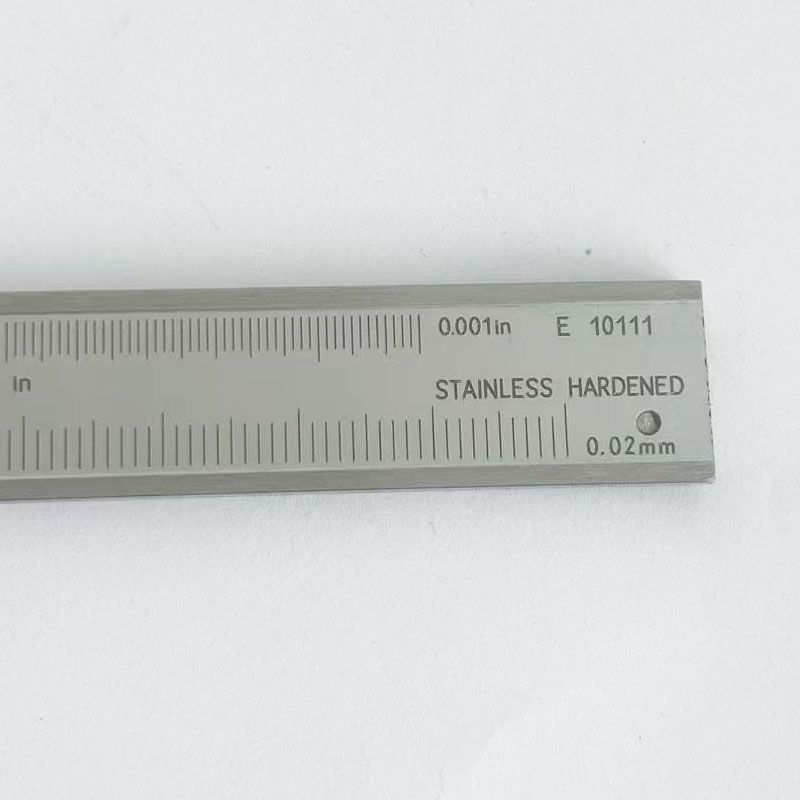 0.001in E 10111
in
STAINLESS HARDENED
0.02mm